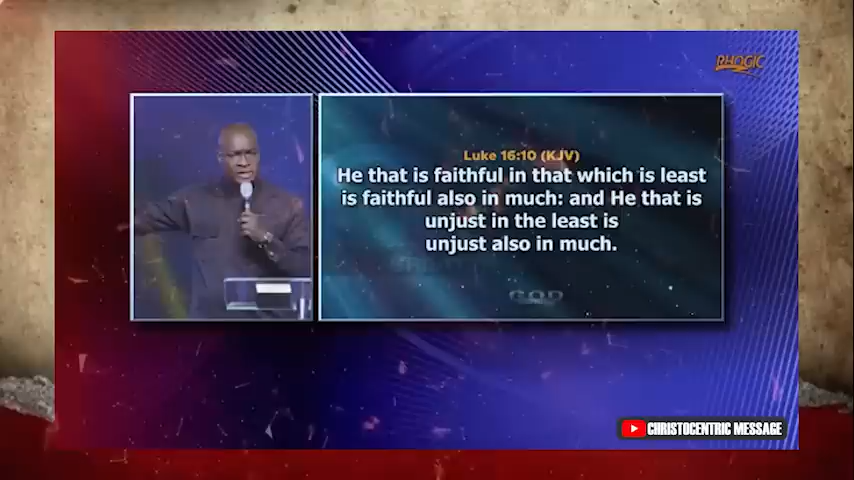 PHOGIC
Luke 16:10 (KJV)
He that is faithful in that which is least
is faithful also in much: and He that is
unjust in the least is
unjust also in much.
GOD
CHRISTOCENTRIC MESSAGE